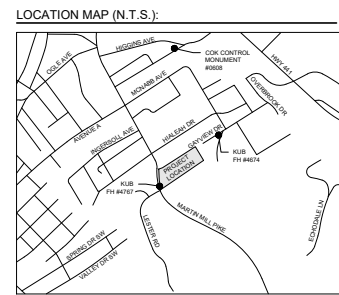 LOCATION MAP (N.T.S.):
OGLE AVE
HIGGINS AVE
COK CONTROL
MONUMENT
#0608
HWY 441
MCNABB AVE
OVERBROOK DR
AVENUE A
INGERSOLL AVE
HIALEAH DR
GAYVIEW DR
KUB
FH #4674
PROJECT
LOCATION
KUB
FH #4767
MARTIN MILL PIKE
LESTER RD
ECHODALE LN
SPRING DR SW
VALLEY DR SW